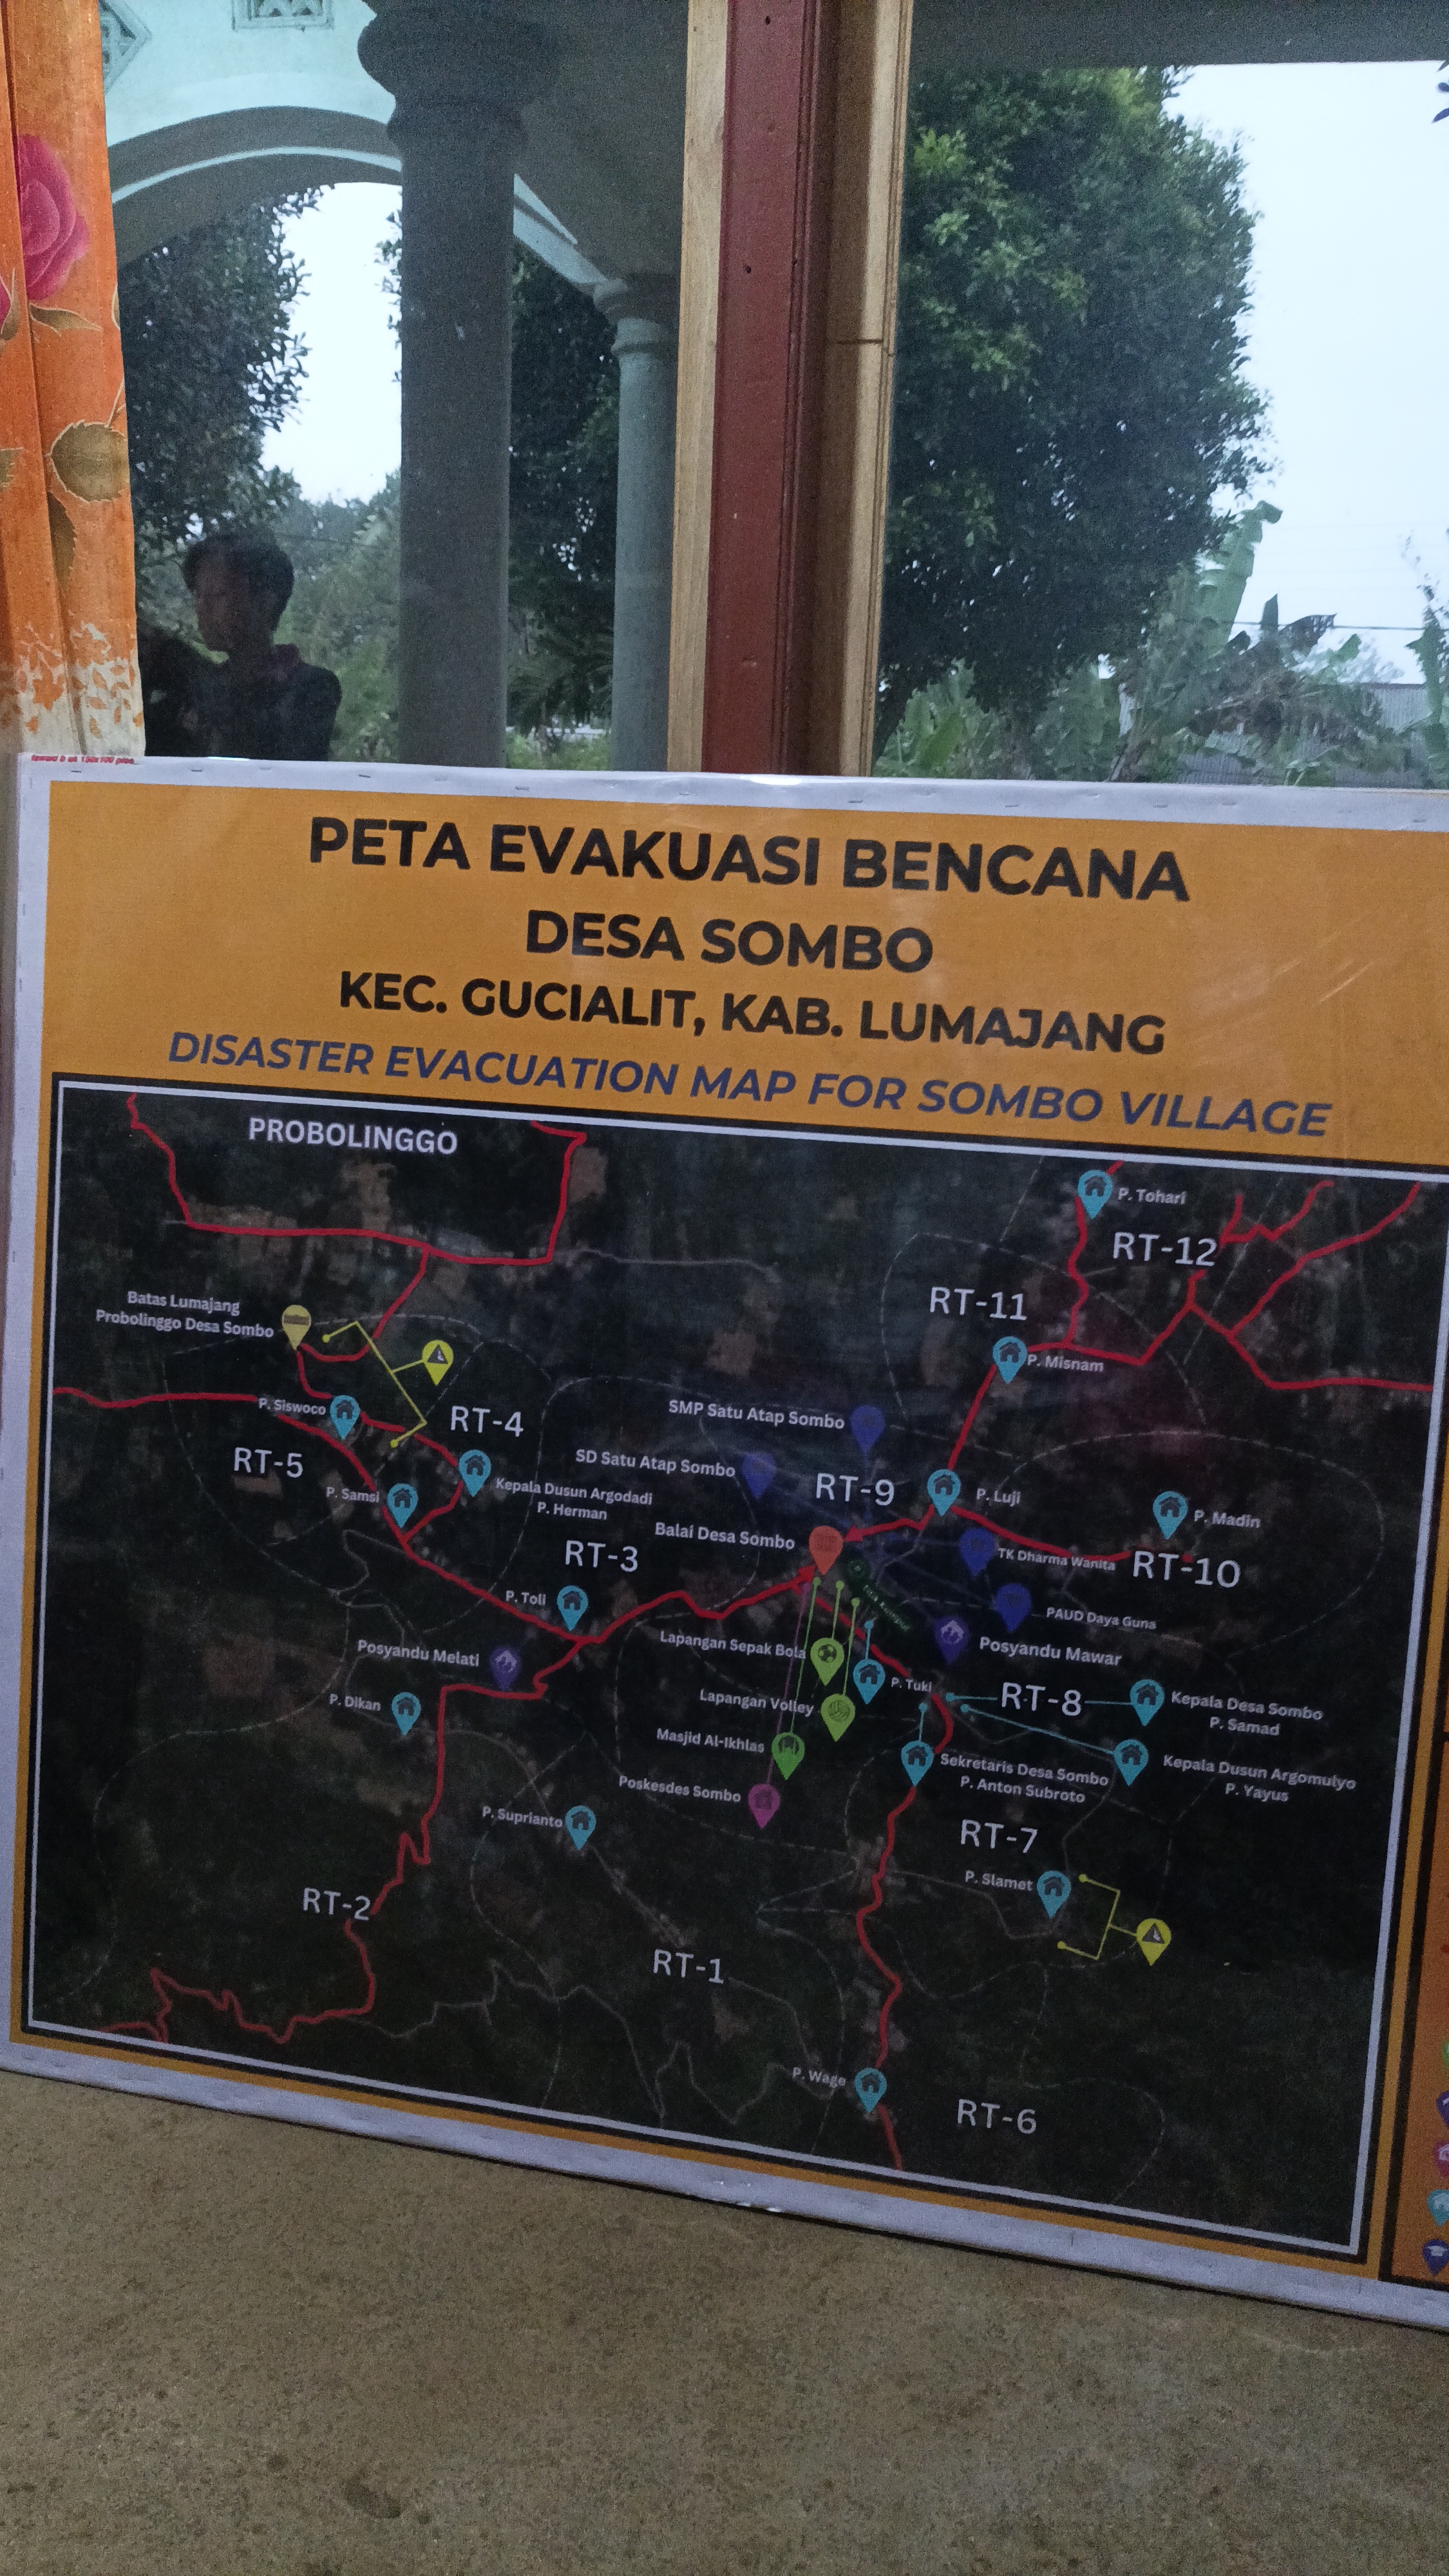 PETA EVAKUASI BENCANA
DESA SOMBO
KEC. GUCIALIT, KAB. LUMAJANG
DISASTER EVACUATION MAP FOR SOMBO VILLAGE
PROBOLINGGO
P. Tohari
RT-12
RT-11
Batas Lumajang
Probolinggo Desa Sombo
P. Misnam
P. Siswoco
RT-4
SMP Satu Atap Sombo
RT-5
SD Satu Atap Sombo
RT-9
P. Luji
P. Samsi
Kepala Dusun Argodadi
P. Herman
P. Madin
Balai Desa Sombo
RT-3
TK Dharma Wanita
RT-10
P. Toll
PAUD Daya Guna
Posyandu Melati
Lapangan Sepak Bola
Posyandu Mawar
P. Tuki
P. Dikan
Lapangan Volley
RT-8
Kepala Desa Sombo
P. Samad
Masjid Al-Ikhlas
Sekretaris Desa Sombo
P. Anton Subroto
Kepala Dusun Argomulyo
P. Yayus
Poskesdes Sombo
P. Suprianto
RT-7
P. Slamet
RT-2
RT-1
P. Wage
RT-6